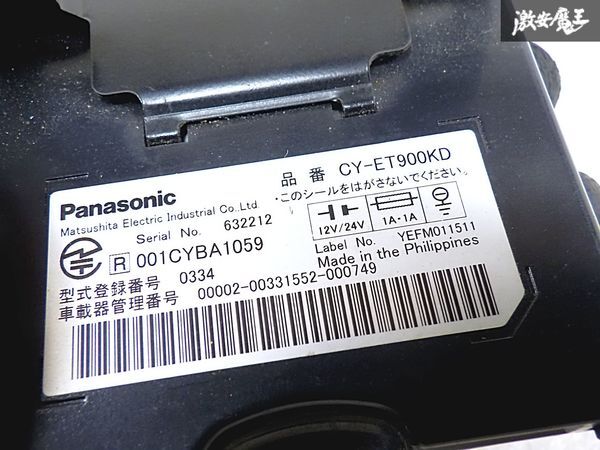 激安魔王
Panasonic 品番 CY-ET900KD
Matsushita Electric Industrial Co.,Ltd. ・このシールをはがさないでください。
Serial No. 632212
12V/24V 1A・1A
R 001CYBA1059
Label No. YEFM011511
Made in the Philippines
型式登録番号 0334
車載器管理番号 00002-00331552-000749